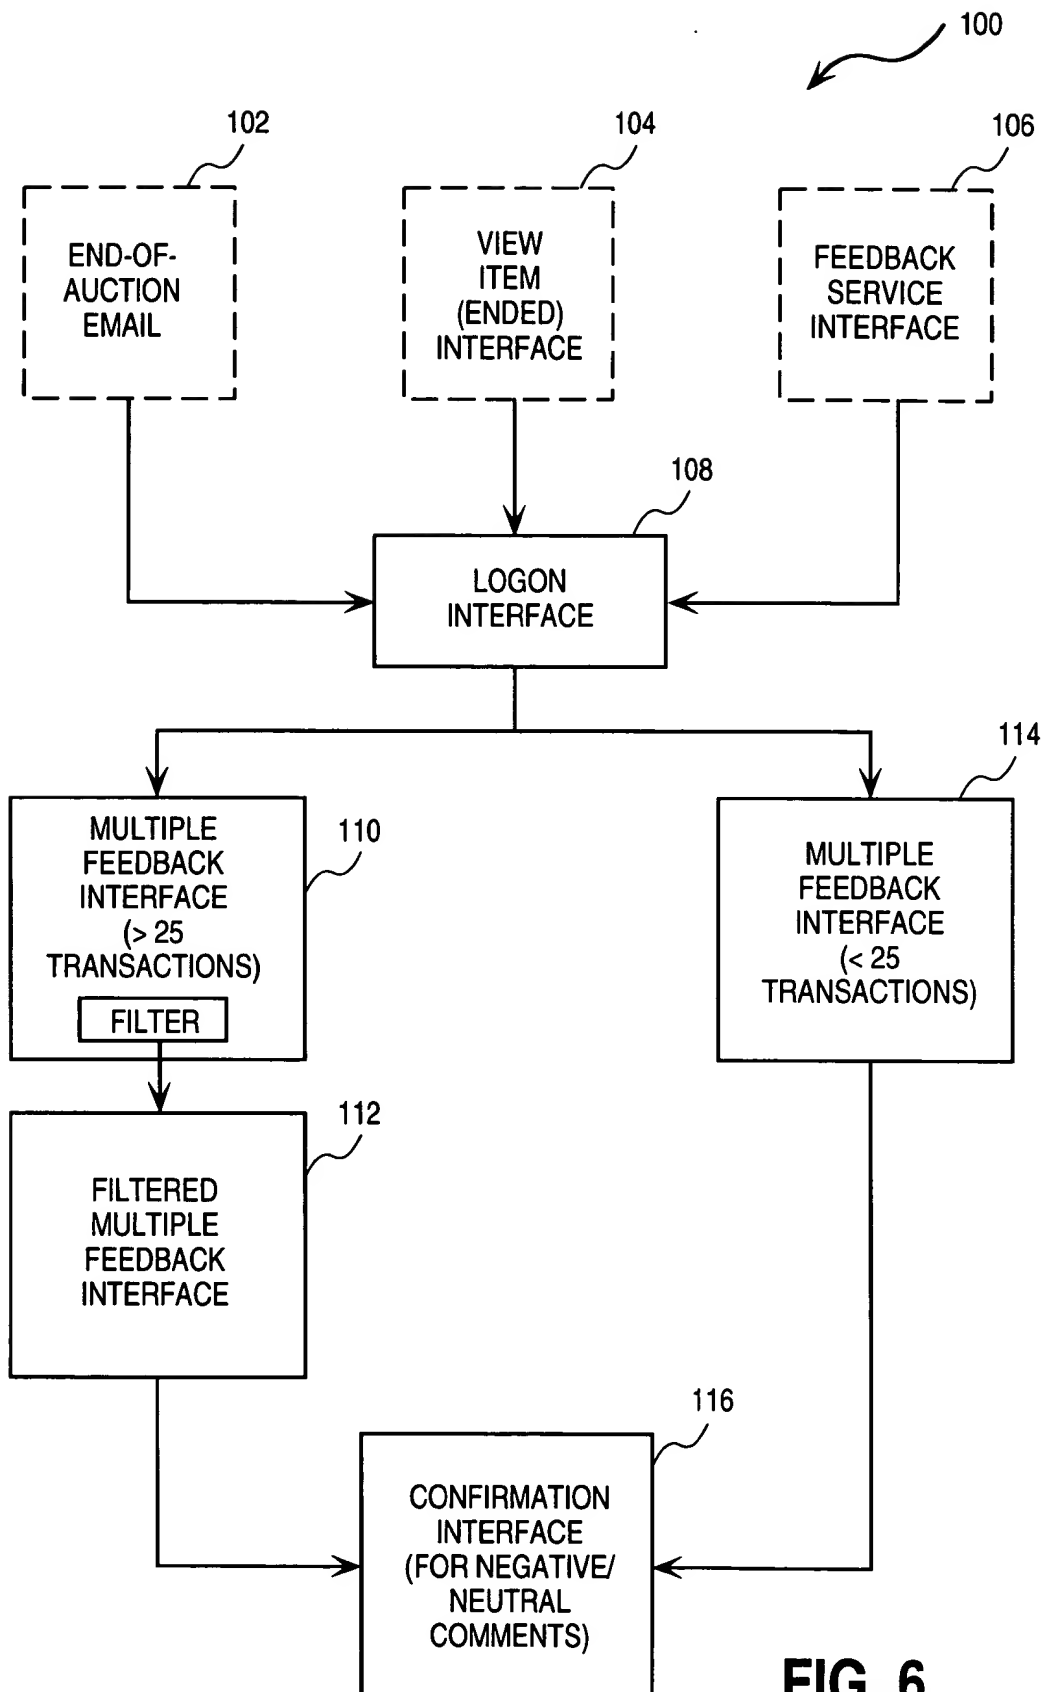 100
102
104
106
END-OF-
AUCTION
EMAIL
VIEW
ITEM
(ENDED)
INTERFACE
FEEDBACK
SERVICE
INTERFACE
108
LOGON
INTERFACE
114
110
MULTIPLE
FEEDBACK
INTERFACE
(> 25
TRANSACTIONS)
FILTER
MULTIPLE
FEEDBACK
INTERFACE
(< 25
TRANSACTIONS)
112
FILTERED
MULTIPLE
FEEDBACK
INTERFACE
116
CONFIRMATION
INTERFACE
(FOR NEGATIVE/
NEUTRAL
COMMENTS)
FIG. 6